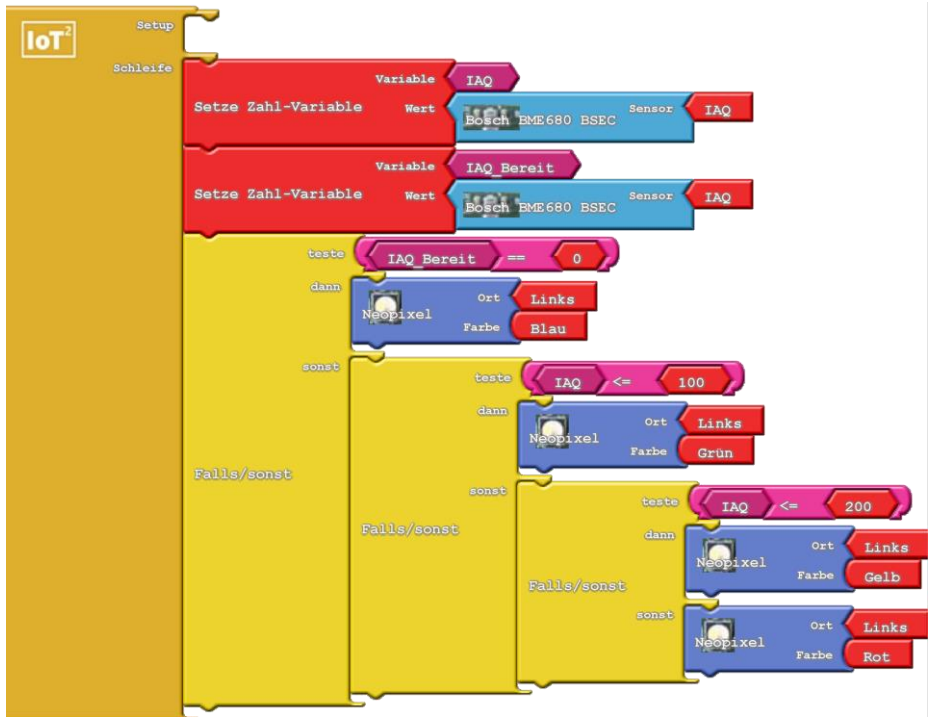 IoT²
Setup
Schleife
Setze Zahl-Variable
Variable
IAQ
Wert
Bosch BME680 BSEC
Sensor
IAQ
Setze Zahl-Variable
Variable
IAQ_Bereit
Wert
Bosch BME680 BSEC
Sensor
IAQ
Falls/sonst
teste
IAQ_Bereit == 0
dann
Neopixel
Ort
Links
Farbe
Blau
sonst
Falls/sonst
teste
IAQ <= 100
dann
Neopixel
Ort
Links
Farbe
Grün
sonst
Falls/sonst
teste
IAQ <= 200
dann
Neopixel
Ort
Links
Farbe
Gelb
sonst
Neopixel
Ort
Links
Farbe
Rot